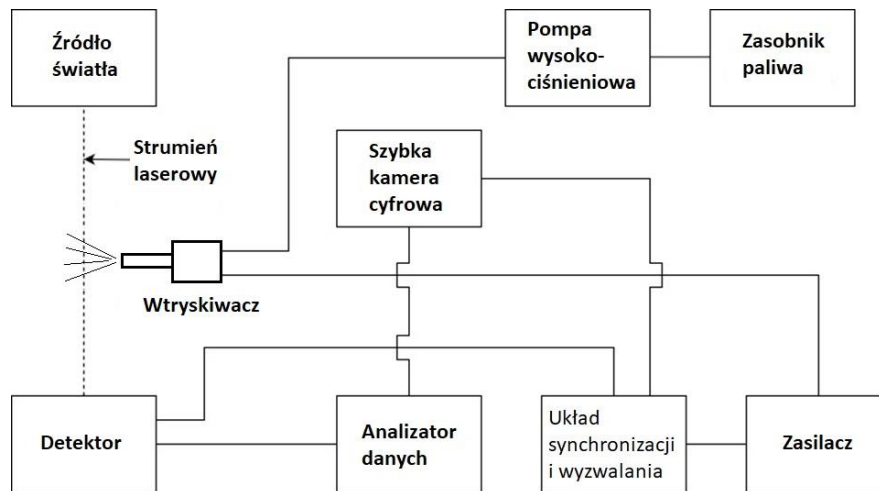 Źródło
światła
Pompa
wysoko-
ciśnieniowa
Zasobnik
paliwa
Strumień
laserowy
Szybka
kamera
cyfrowa
Wtryskiwacz
Detektor
Analizator
danych
Układ
synchronizacji
i wyzwalania
Zasilacz